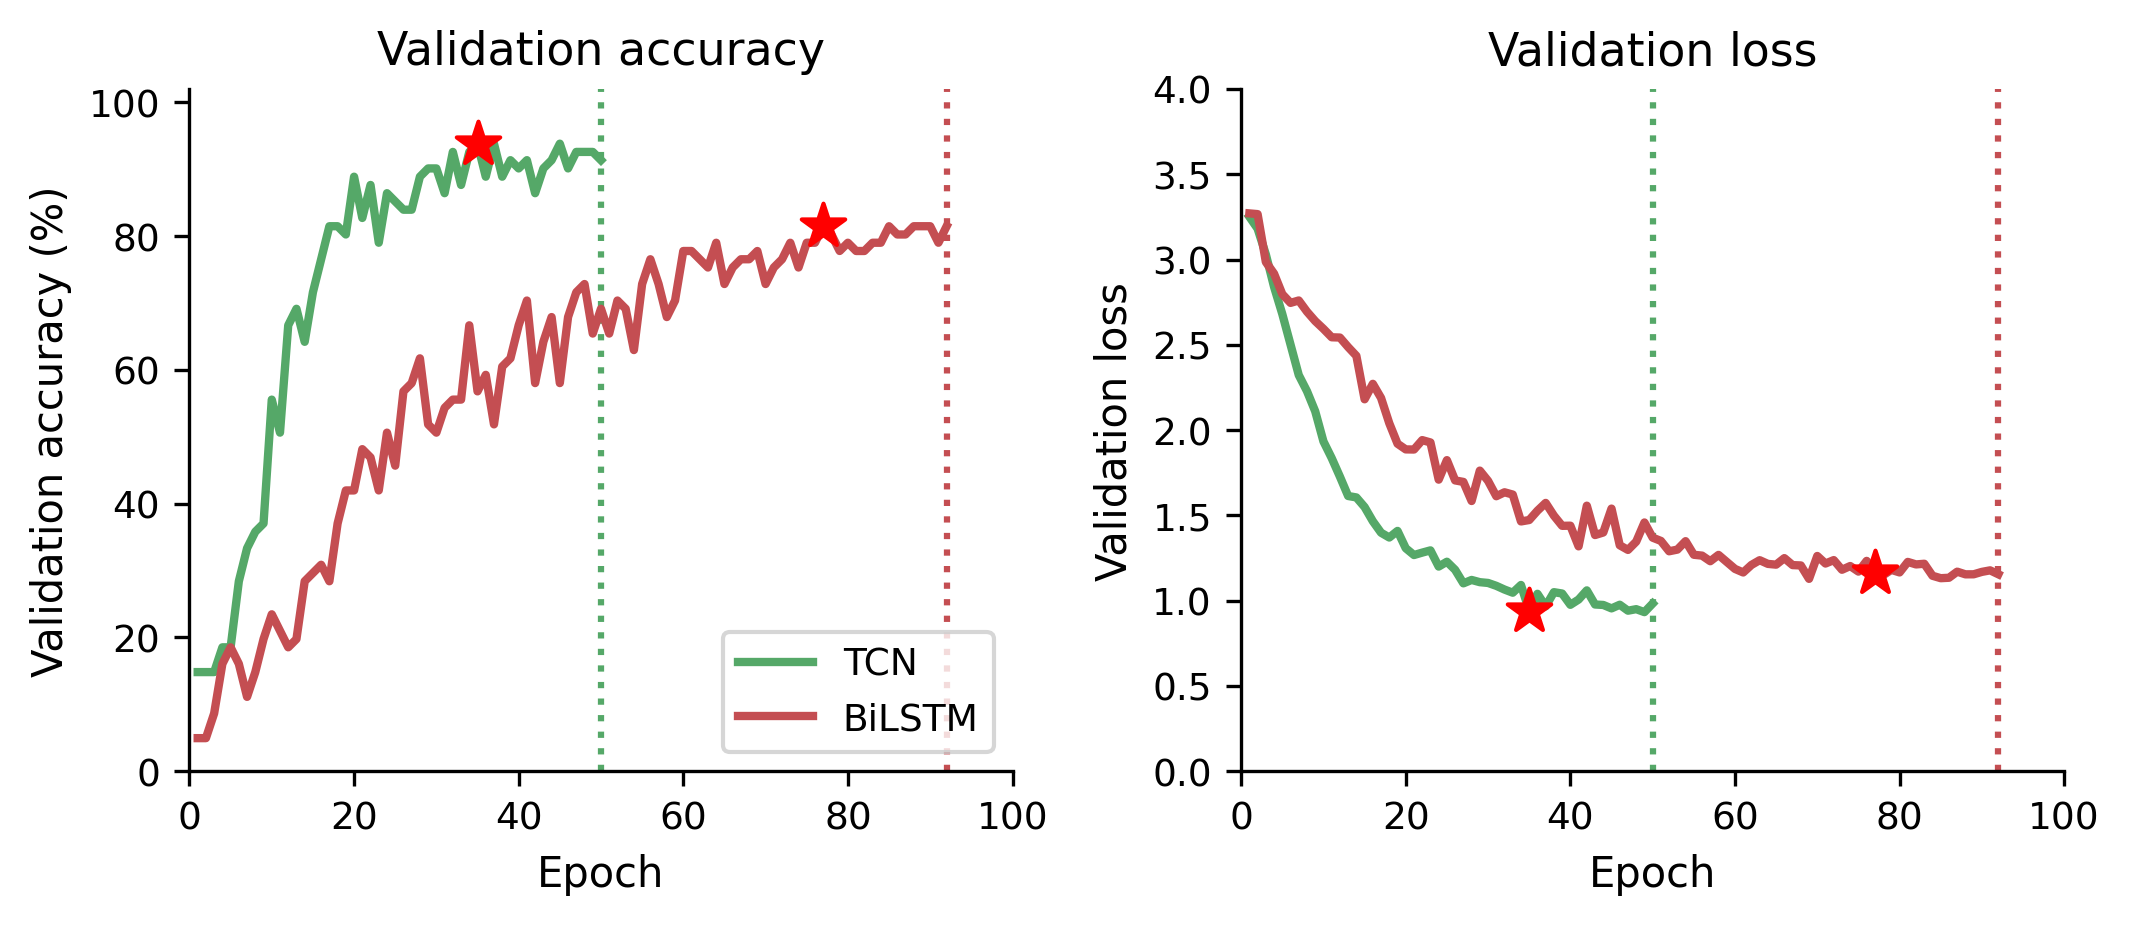 Validation accuracy
Validation accuracy (%)
100
80
60
40
20
0
0 20 40 60 80 100
Epoch
TCN
BiLSTM
Validation loss
Validation loss
4.0
3.5
3.0
2.5
2.0
1.5
1.0
0.5
0.0
0 20 40 60 80 100
Epoch